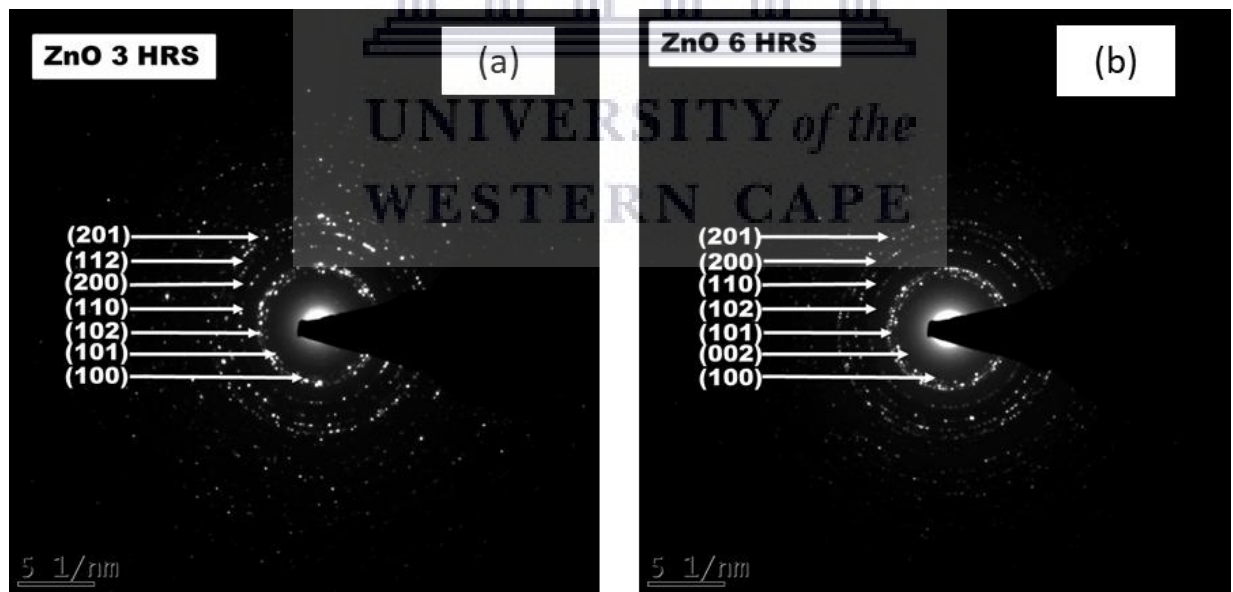 ZnO 3 HRS
(a)
(201)
(112)
(200)
(110)
(102)
(101)
(100)
5 1/nm
ZnO 6 HRS
(b)
(201)
(200)
(110)
(102)
(101)
(002)
(100)
5 1/nm
UNIVERSITY of the
WESTERN CAPE